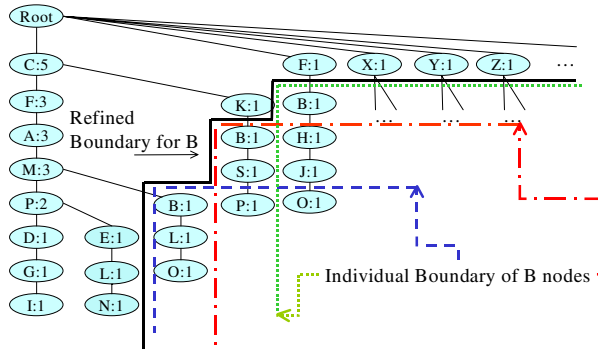 Root
C:5 F:1 X:1 Y:1 Z:1 ...
F:3 K:1 B:1 ... ... ...
Refined
A:3 B:1 H:1
Boundary for B
M:3 S:1 J:1
P:2 B:1 P:1 O:1
D:1 E:1 L:1
G:1 L:1 O:1 Individual Boundary of B nodes
I:1 N:1